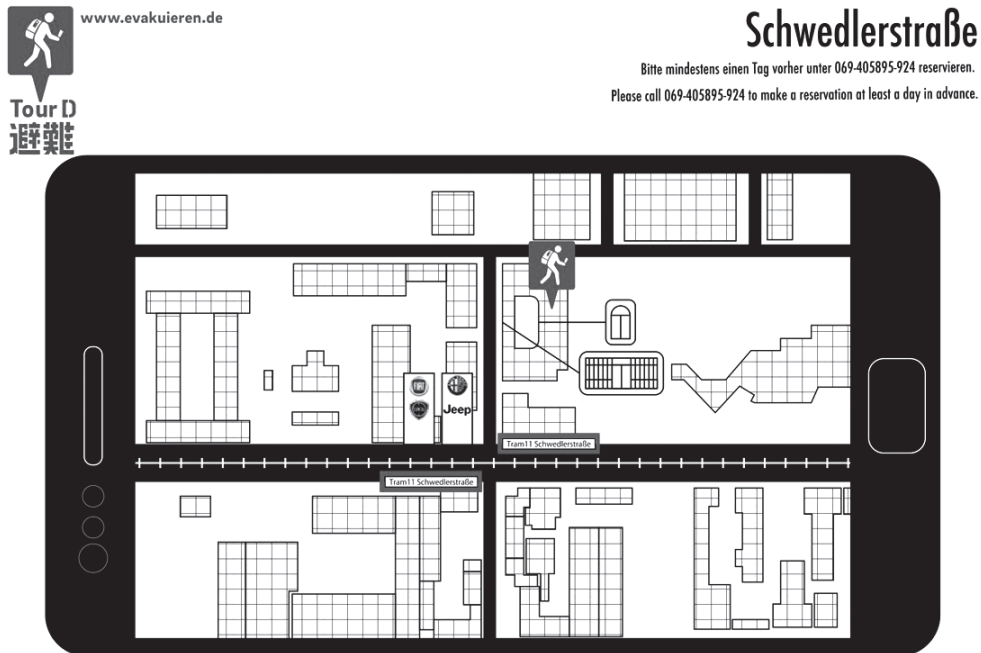 www.evakuieren.de
Schwedlerstraße
Bitte mindestens einen Tag vorher unter 069-405895-924 reservieren.
Please call 069-405895-924 to make a reservation at least a day in advance.
Tour D
避難
Jeep
Tram11 Schwedlerstraße
Tram11 Schwedlerstraße